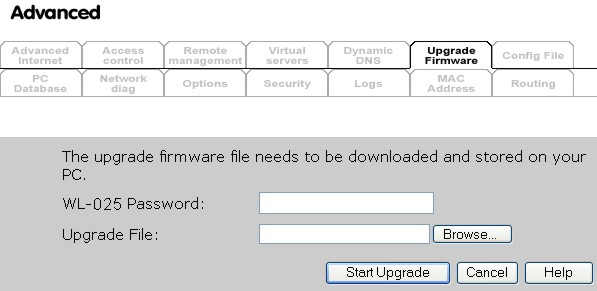 Advanced
Advanced Internet
Access control
Remote management
Virtual servers
Dynamic DNS
Upgrade Firmware
Config File
PC Database
Network diag
Options
Security
Logs
MAC Address
Routing
The upgrade firmware file needs to be downloaded and stored on your
PC.
WL-025 Password:
Upgrade File:
Browse...
Start Upgrade
Cancel
Help